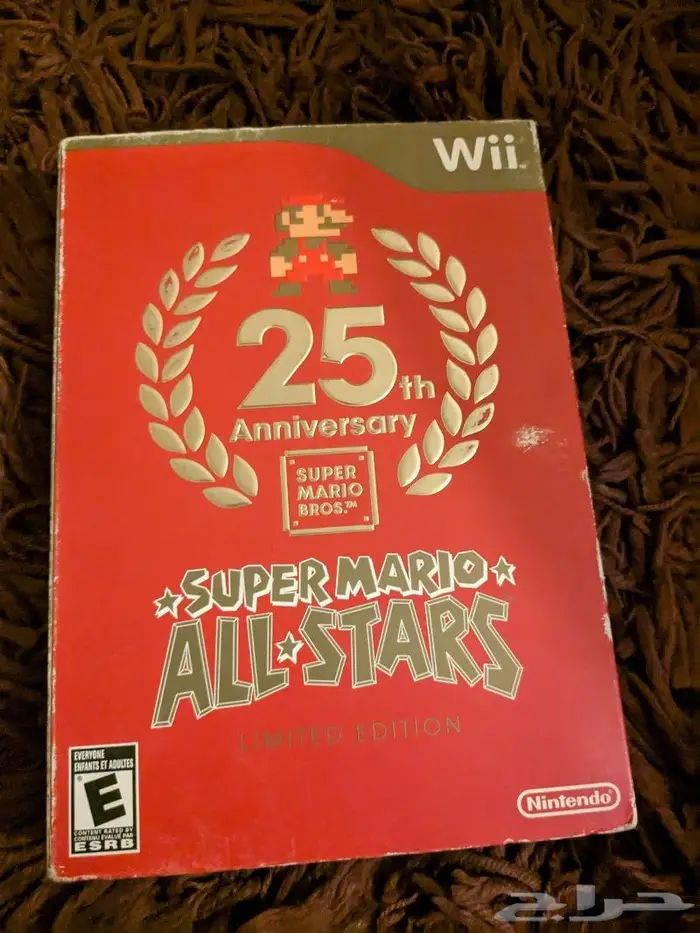 Wii™
25th
Anniversary
SUPER
MARIO
BROS.™
SUPER MARIO
ALL-STARS
LIMITED EDITION
EVERYONE
ENFANTS ET ADULTES
E
CONTENT RATED BY
CONTENU ÉVALUÉ PAR
ESRB
Nintendo®
حراج